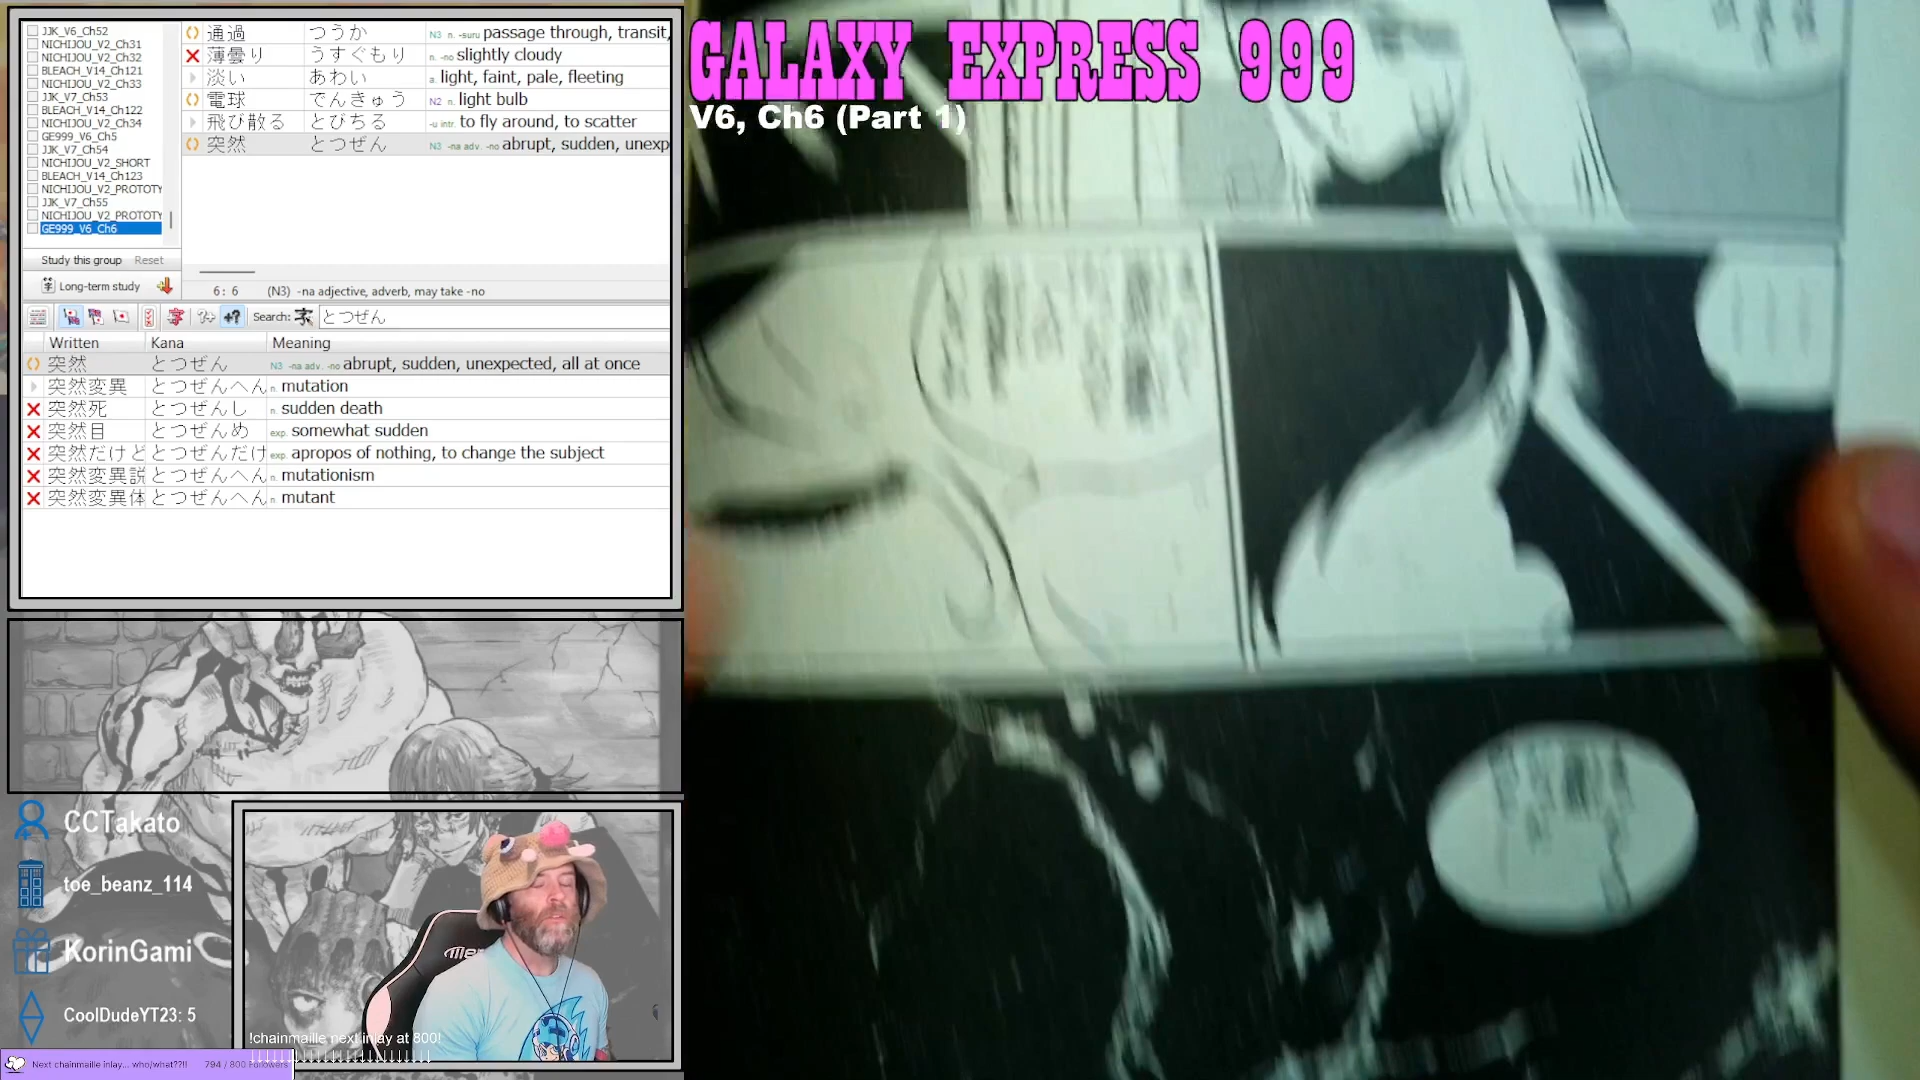 JJK_V6_Ch52
NICHIJOU_V2_Ch31
NICHIJOU_V2_Ch32
BLEACH_V14_Ch121
NICHIJOU_V2_Ch33
JJK_V7_Ch53
BLEACH_V14_Ch122
NICHIJOU_V2_Ch34
GE999_V6_Ch5
JJK_V7_Ch54
NICHIJOU_V2_SHORT
BLEACH_V14_Ch123
NICHIJOU_V2_PROTOTY
JJK_V7_Ch55
NICHIJOU_V2_PROTOTY
GE999_V6_Ch6
Study this group Reset
Long-term study
通過 つうか N3 n. -suru passage through, transit,
薄曇り うすぐもり n. -no slightly cloudy
淡い あわい a. light, faint, pale, fleeting
電球 でんきゅう N2 n. light bulb
飛び散る とびちる -u intr. to fly around, to scatter
突然 とつぜん N3 -na adv. -no abrupt, sudden, unexp
6: 6 (N3) -na adjective, adverb, may take -no
Search: とつぜん
Written Kana Meaning
突然 とつぜん N3 -na adv. -no abrupt, sudden, unexpected, all at once
突然変異 とつぜんへん n. mutation
突然死 とつぜんし n. sudden death
突然目 とつぜんめ exp. somewhat sudden
突然だけど とつぜんだけ exp. apropos of nothing, to change the subject
突然変異説 とつぜんへん n. mutationism
突然変異体 とつぜんへん n. mutant
GALAXY EXPRESS 999
V6, Ch6 (Part 1)
CCTakato
toe_beanz_114
KorinGami
CoolDudeYT23: 5
!chainmaille next inlay at 800!
Next chainmaille inlay... who/what??!! 794 / 800 Followers